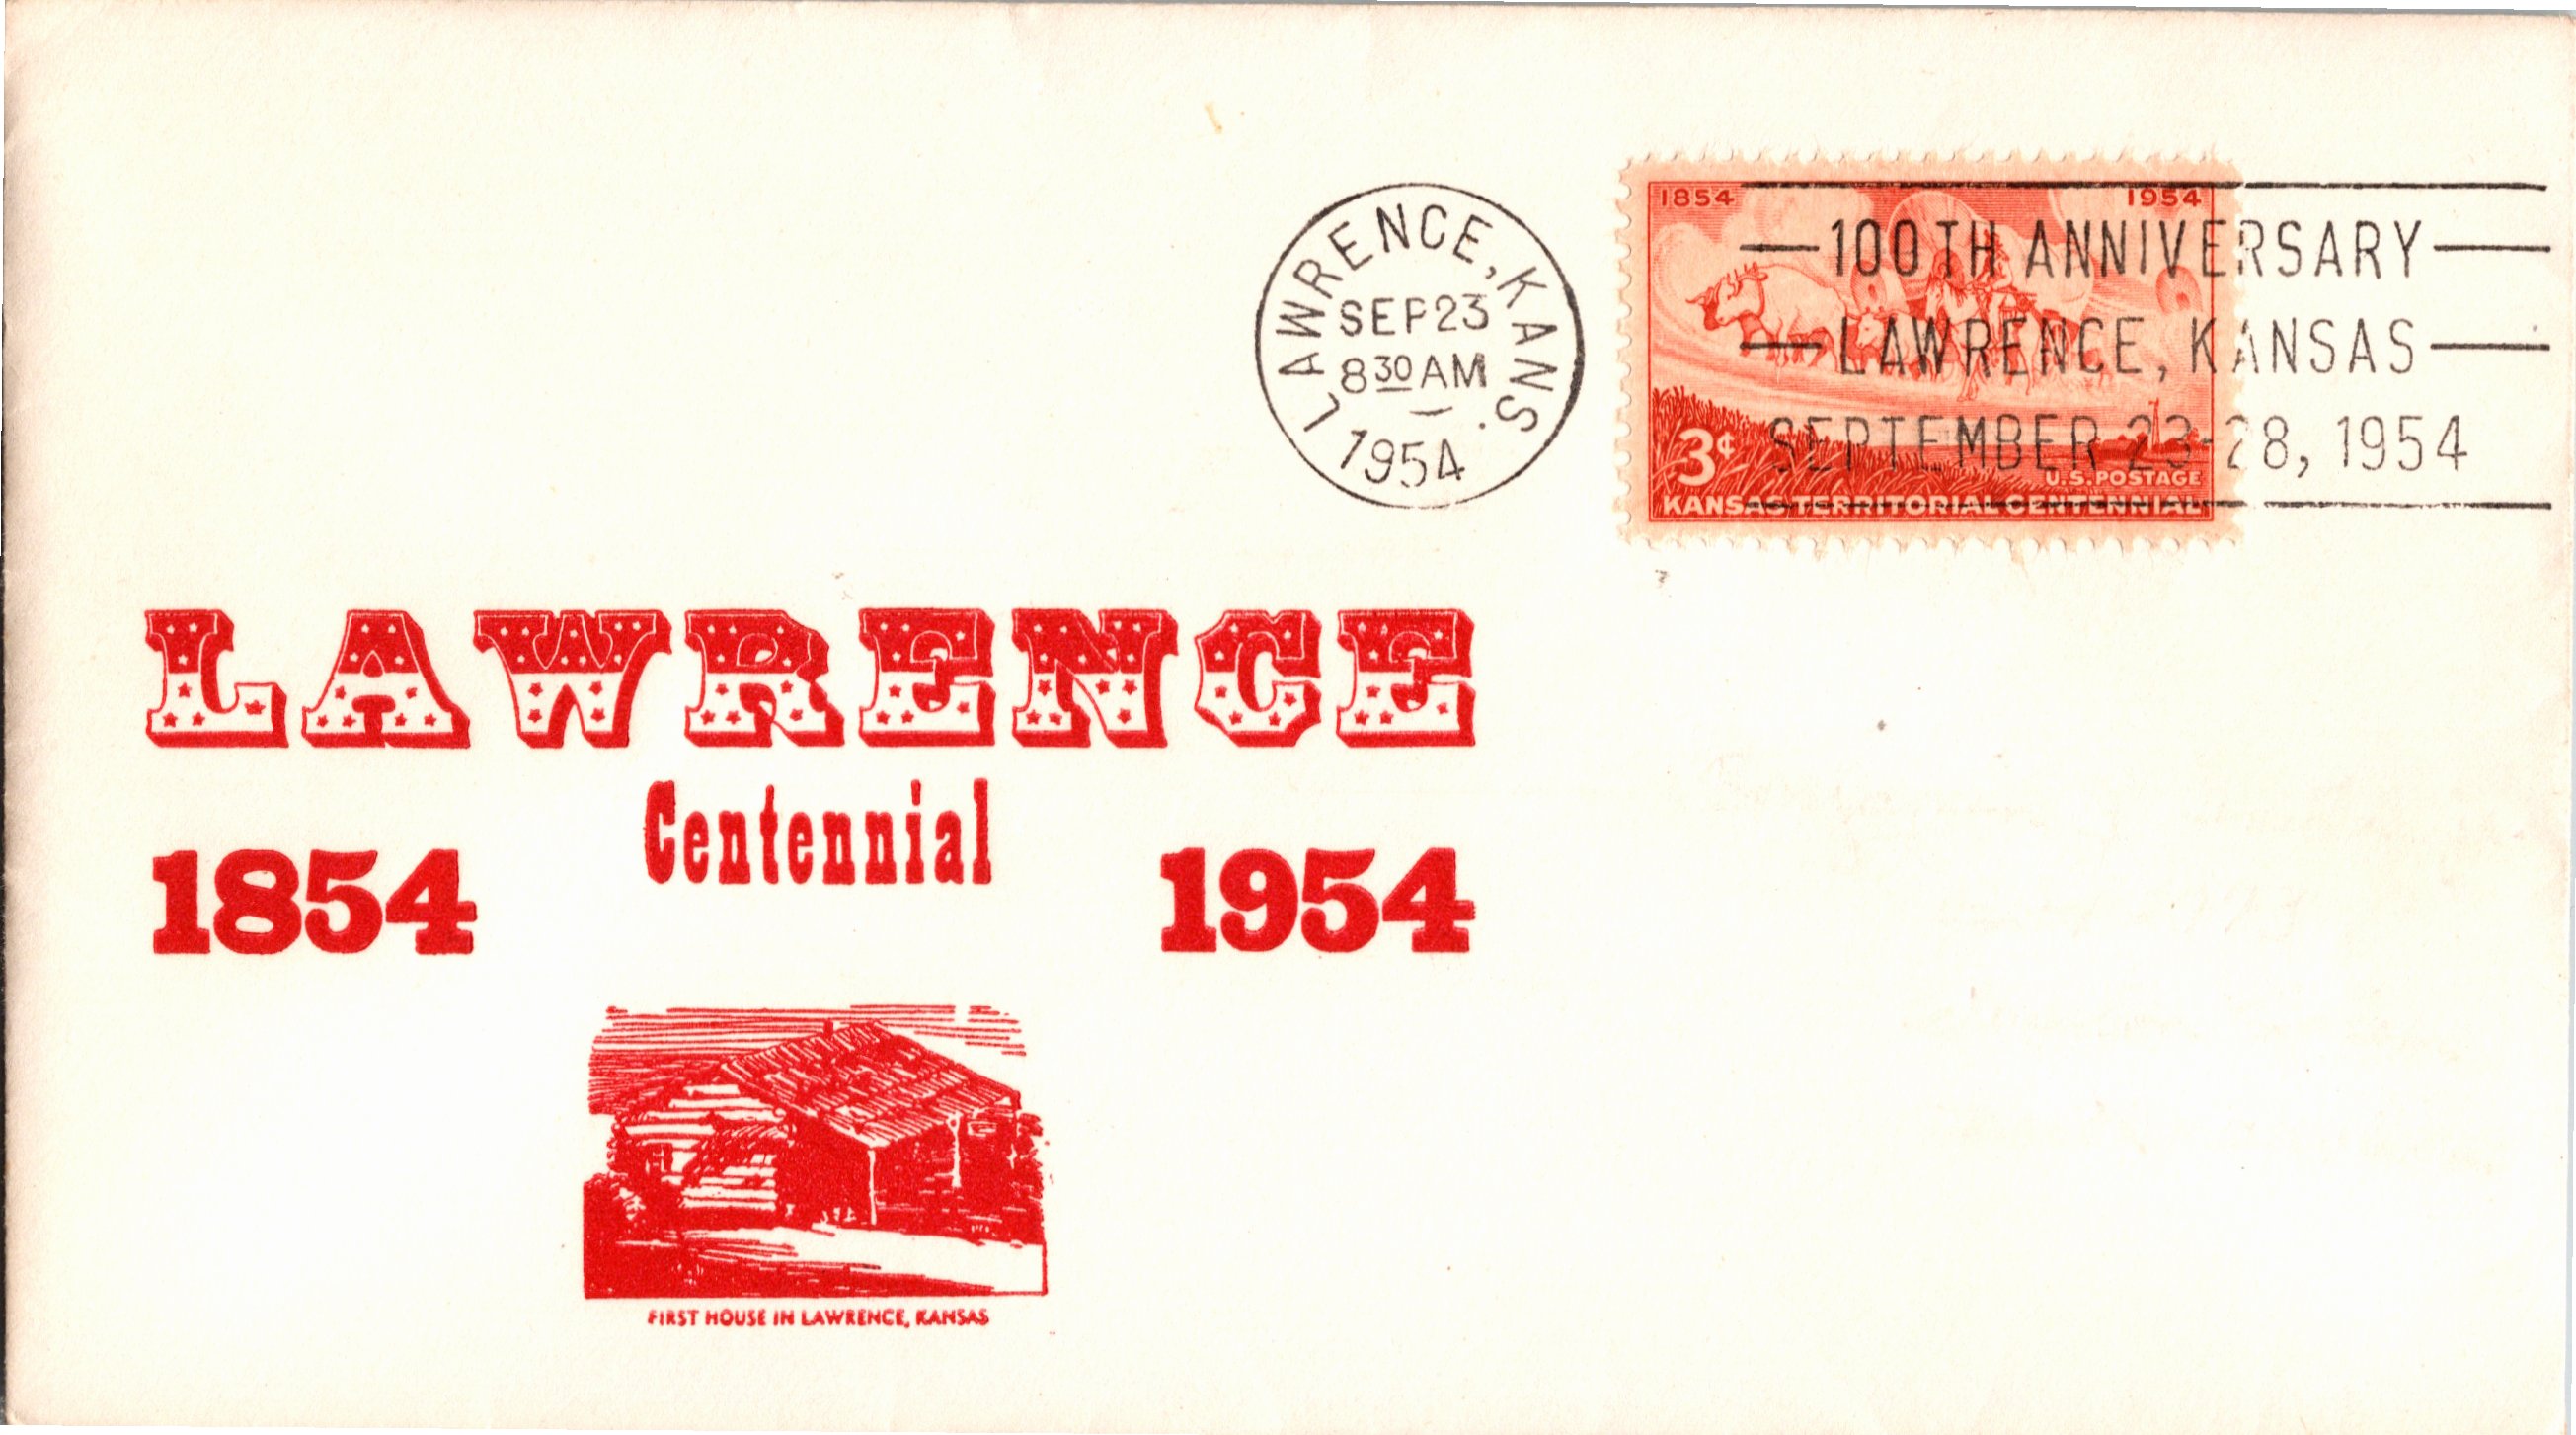 LAWRENCE, KANS.
SEP 23
8 30 AM
1954
1854 1954
100TH ANNIVERSARY
LAWRENCE, KANSAS
SEPTEMBER 23-28, 1954
3¢
U.S. POSTAGE
KANSAS TERRITORIAL CENTENNIAL
LAWRENCE
Centennial
1854 1954
FIRST HOUSE IN LAWRENCE, KANSAS